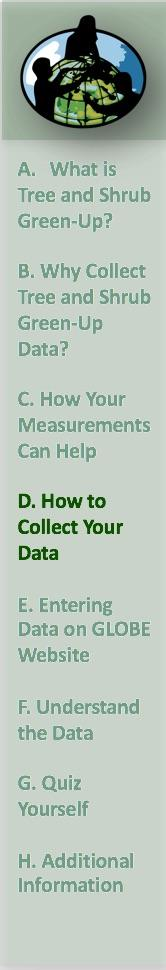 A. What is
Tree and Shrub
Green-Up?
B. Why Collect
Tree and Shrub
Green-Up
Data?
C. How Your
Measurements
Can Help
D. How to
Collect Your
Data
E. Entering
Data on GLOBE
Website
F. Understand
the Data
G. Quiz
Yourself
H. Additional
Information